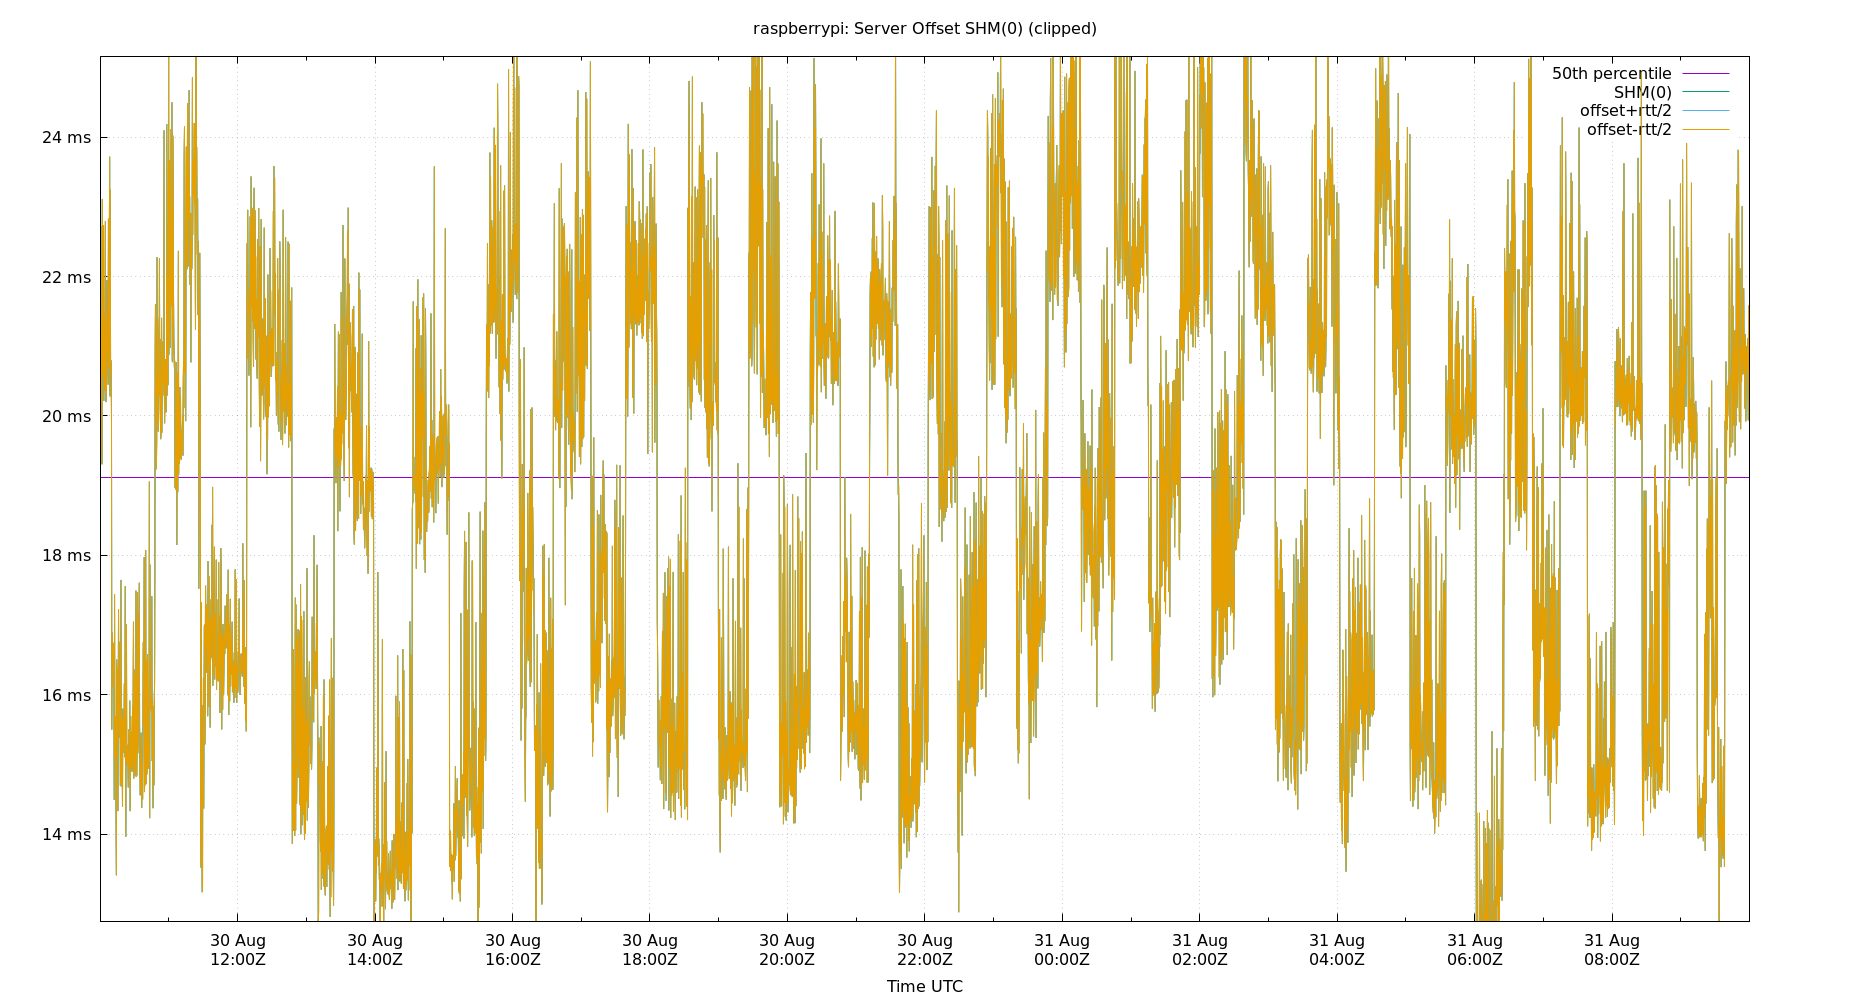 raspberrypi: Server Offset SHM(0) (clipped)
50th percentile
SHM(0)
offset+rtt/2
offset-rtt/2
24 ms
22 ms
20 ms
18 ms
16 ms
14 ms
30 Aug 30 Aug 30 Aug 30 Aug 30 Aug 30 Aug 31 Aug 31 Aug 31 Aug 31 Aug 31 Aug
12:00Z 14:00Z 16:00Z 18:00Z 20:00Z 22:00Z 00:00Z 02:00Z 04:00Z 06:00Z 08:00Z
Time UTC